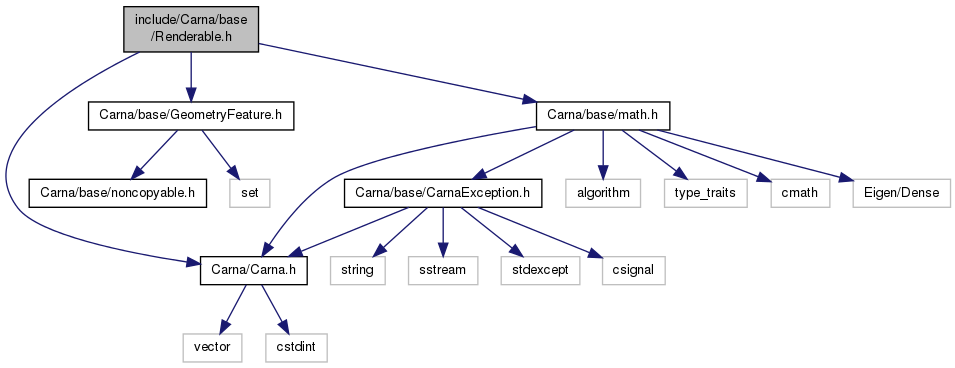 include/Carna/base
/Renderable.h
Carna/base/GeometryFeature.h
Carna/base/math.h
Carna/base/noncopyable.h
set
Carna/base/CarnaException.h
algorithm
type_traits
cmath
Eigen/Dense
Carna/Carna.h
string
sstream
stdexcept
csignal
vector
cstdint